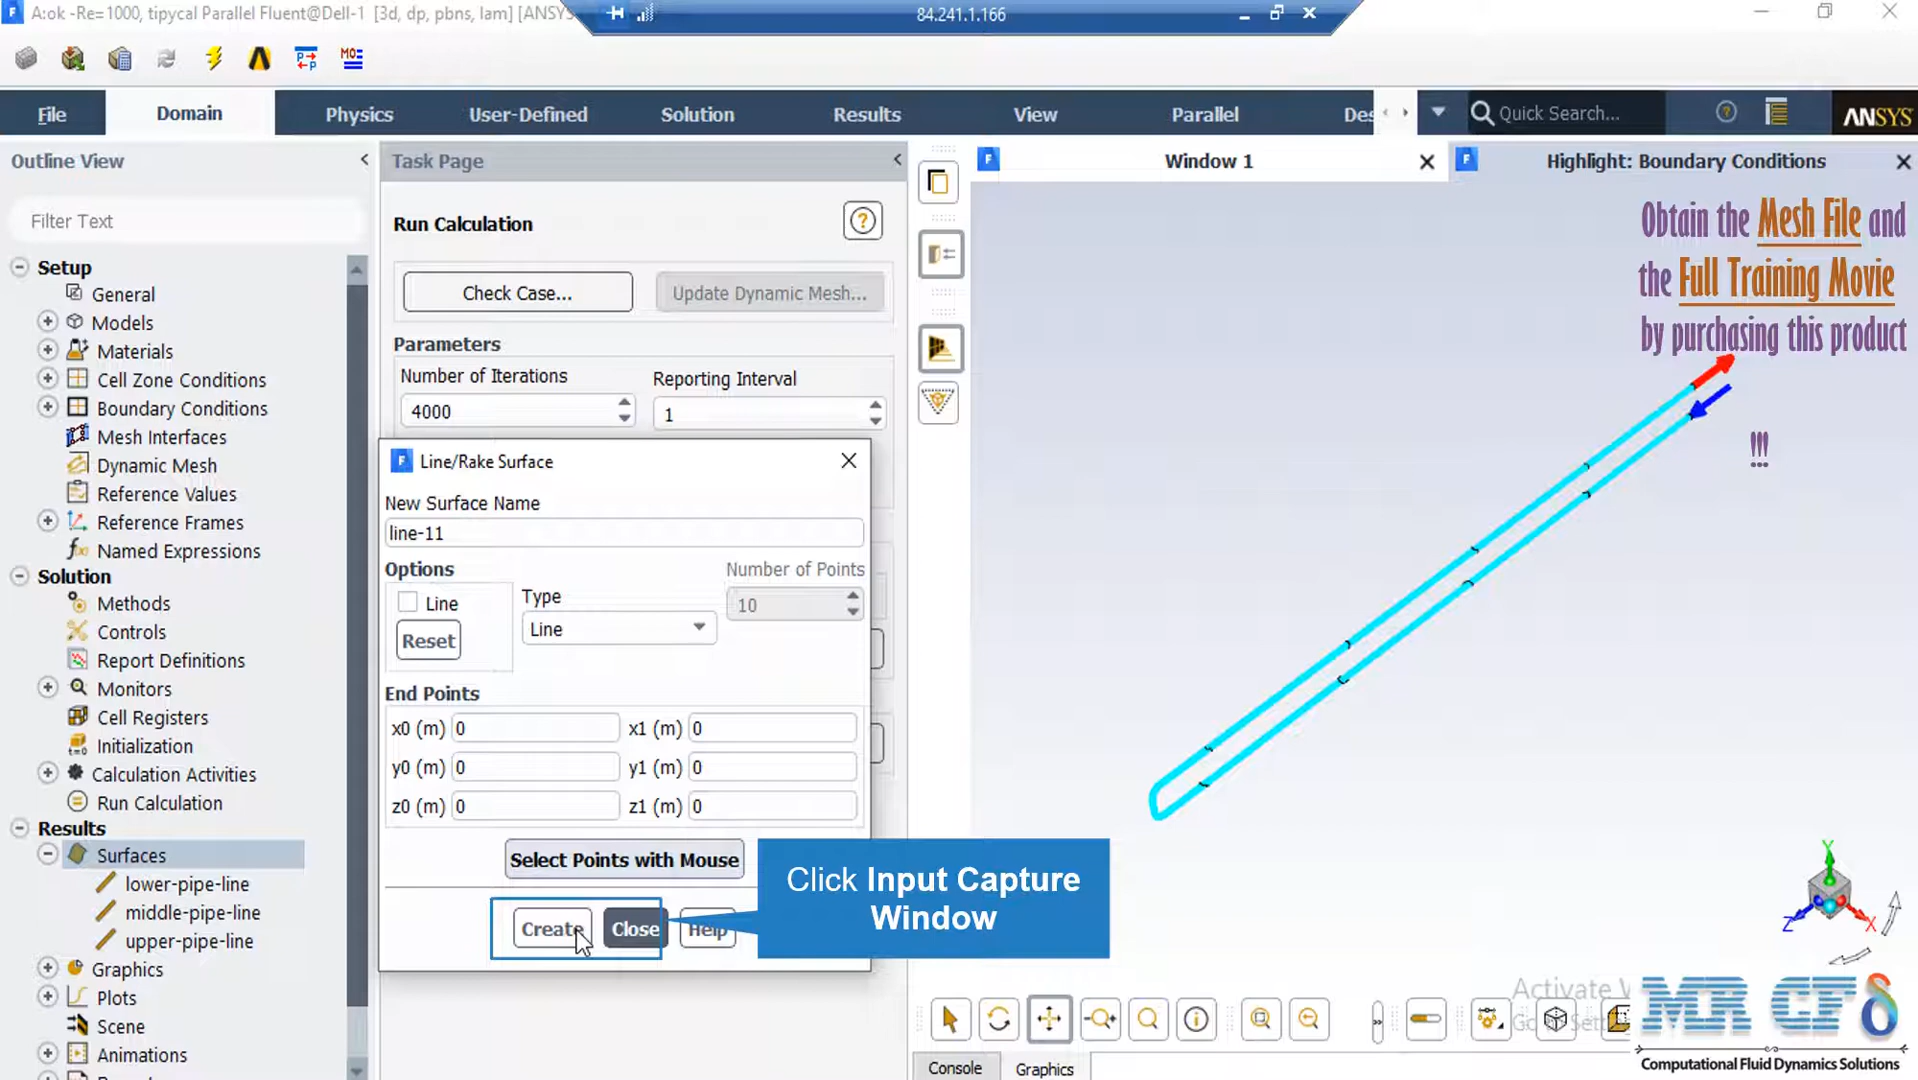 A:ok -Re=1000, tipycal Parallel Fluent@Dell-1 [3d, dp, pbns, lam] [ANSYS
84.241.1.166
File
Domain
Physics
User-Defined
Solution
Results
View
Parallel
Des
Quick Search...
ANSYS
Outline View
Task Page
Window 1
Highlight: Boundary Conditions
Filter Text
Setup
General
Models
Materials
Cell Zone Conditions
Boundary Conditions
Mesh Interfaces
Dynamic Mesh
Reference Values
Reference Frames
Named Expressions
Solution
Methods
Controls
Report Definitions
Monitors
Cell Registers
Initialization
Calculation Activities
Run Calculation
Results
Surfaces
lower-pipe-line
middle-pipe-line
upper-pipe-line
Graphics
Plots
Scene
Animations
Run Calculation
Check Case...
Update Dynamic Mesh...
Parameters
Number of Iterations
Reporting Interval
4000
1
Line/Rake Surface
New Surface Name
line-11
Options
Line
Reset
Type
Line
Number of Points
10
End Points
x0 (m) 0
x1 (m) 0
y0 (m) 0
y1 (m) 0
z0 (m) 0
z1 (m) 0
Select Points with Mouse
Create
Close
Help
Click Input Capture
Window
Obtain the Mesh File and
the Full Training Movie
by purchasing this product
!!!
Y
Z
X
Activate
MR CFD
Computational Fluid Dynamics Solutions
Console
Graphics